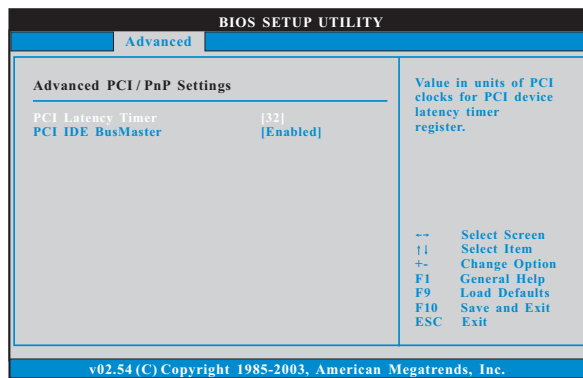 BIOS SETUP UTILITY
Advanced
Advanced PCI / PnP Settings
PCI Latency Timer [32]
PCI IDE BusMaster [Enabled]
Value in units of PCI
clocks for PCI device
latency timer
register.
←→ Select Screen
↑↓ Select Item
+- Change Option
F1 General Help
F9 Load Defaults
F10 Save and Exit
ESC Exit
v02.54 (C) Copyright 1985-2003, American Megatrends, Inc.